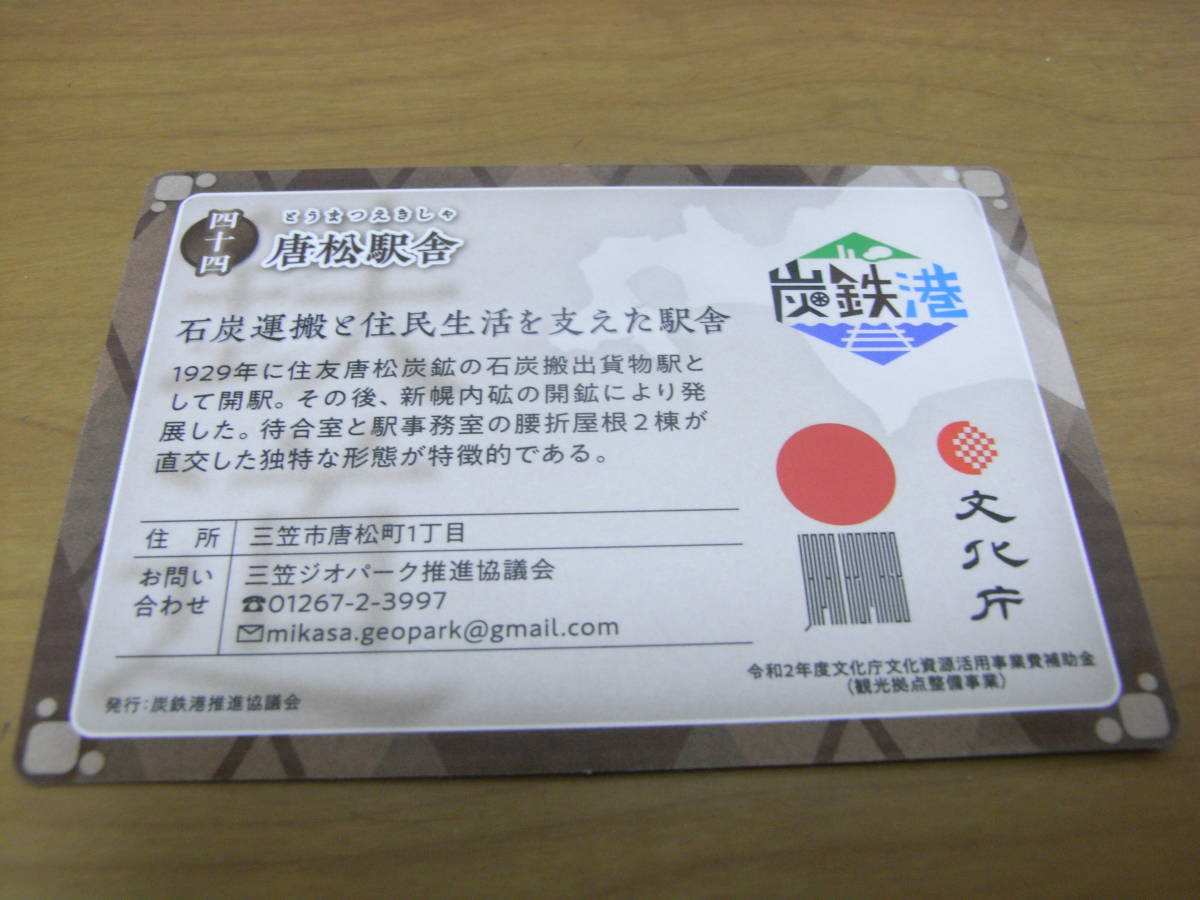 四十四
とうまつえきしゃ
唐松駅舎
炭鉄港
石炭運搬と住民生活を支えた駅舎
1929年に住友唐松炭鉱の石炭搬出貨物駅と
して開駅。その後、新幌内砿の開鉱により発
展した。待合室と駅事務室の腰折屋根2棟が
直交した独特な形態が特徴的である。
住所 三笠市唐松町1丁目
お問い合わせ 三笠ジオパーク推進協議会
☎01267-2-3997
✉mikasa.geopark@gmail.com
JAPAN HERITAGE
文化庁
令和2年度文化庁文化資源活用事業費補助金
(観光拠点整備事業)
発行:炭鉄港推進協議会